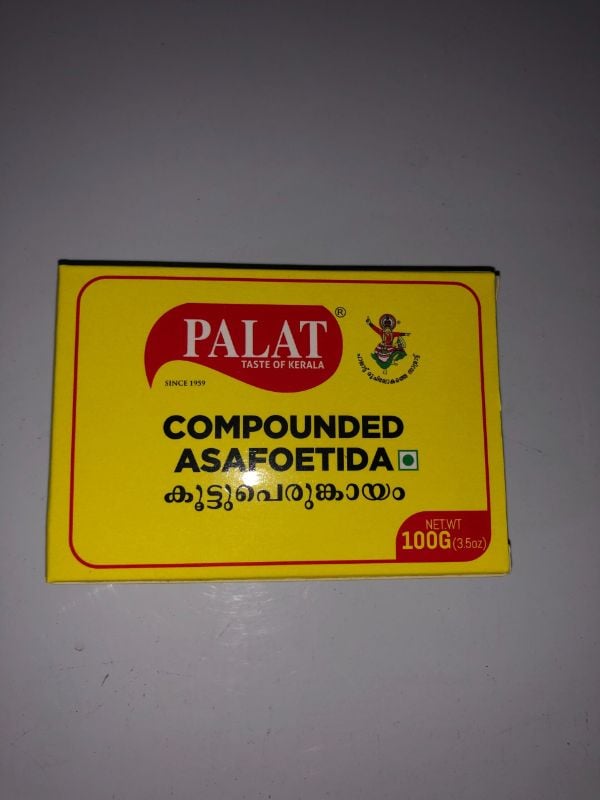 PALAT®
TASTE OF KERALA
SINCE 1959
COMPOUNDED
ASAFOETIDA
കൂട്ടുപെരുങ്കായം
NET.WT
100G (3.5oz)